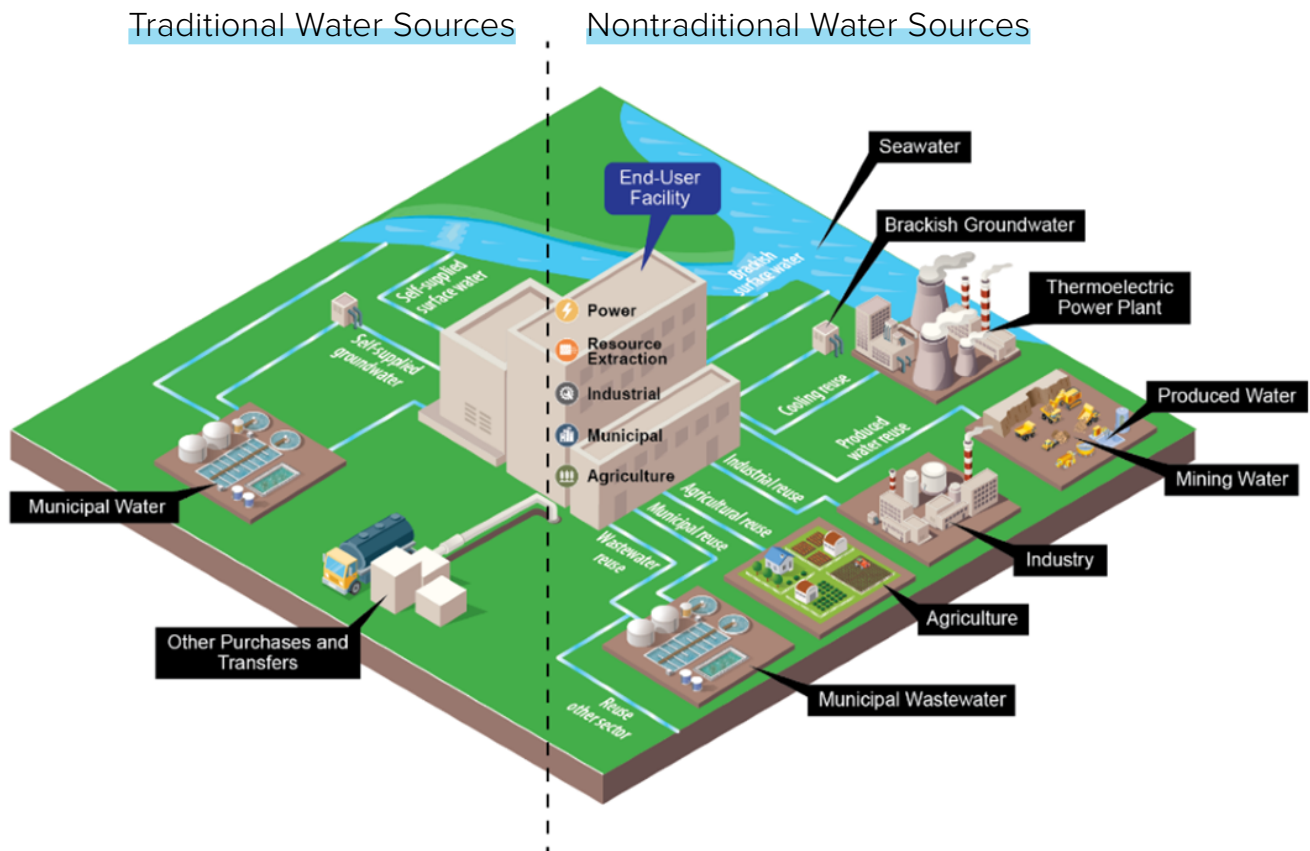 Traditional Water Sources
Nontraditional Water Sources
Seawater
End-User
Facility
Brackish Groundwater
Brackish
surface water
Self-supplied
surface water
Thermoelectric
Power Plant
Power
Resource
Extraction
Self-supplied
groundwater
Industrial
Cooling reuse
Produced Water
Municipal
Produced
water reuse
Agriculture
Industrial reuse
Mining Water
Agricultural reuse
Municipal Water
Municipal reuse
Wastewater
reuse
Industry
Agriculture
Other Purchases and
Transfers
Municipal Wastewater
Reuse
other sector